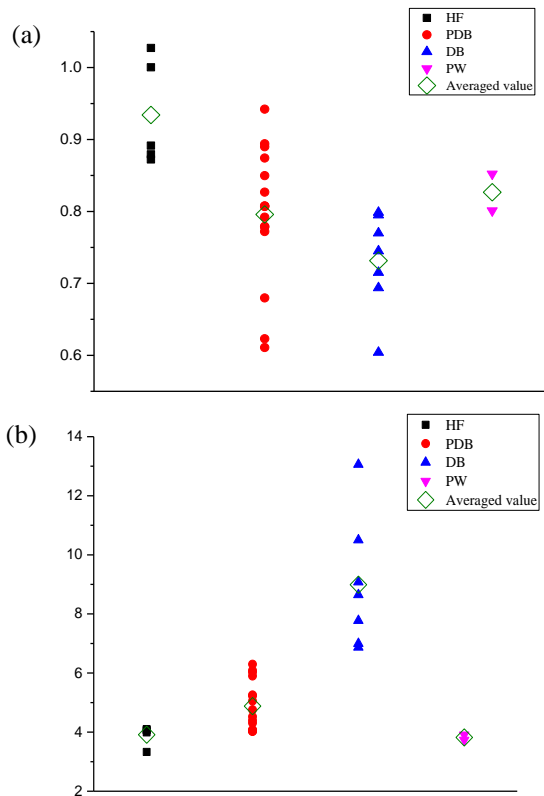 (a)
HF
PDB
DB
PW
Averaged value
1.0
0.9
0.8
0.7
0.6
(b)
HF
PDB
DB
PW
Averaged value
14
12
10
8
6
4
2